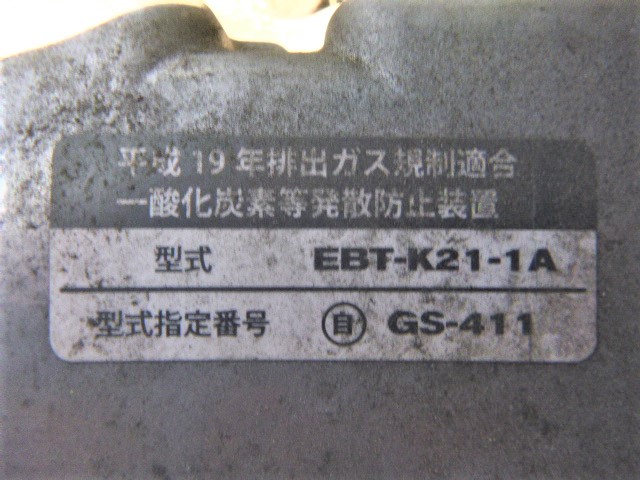 平成19年排出ガス規制適合
一酸化炭素等発散防止装置
型式 EBT-K21-1A
型式指定番号 自 GS-411